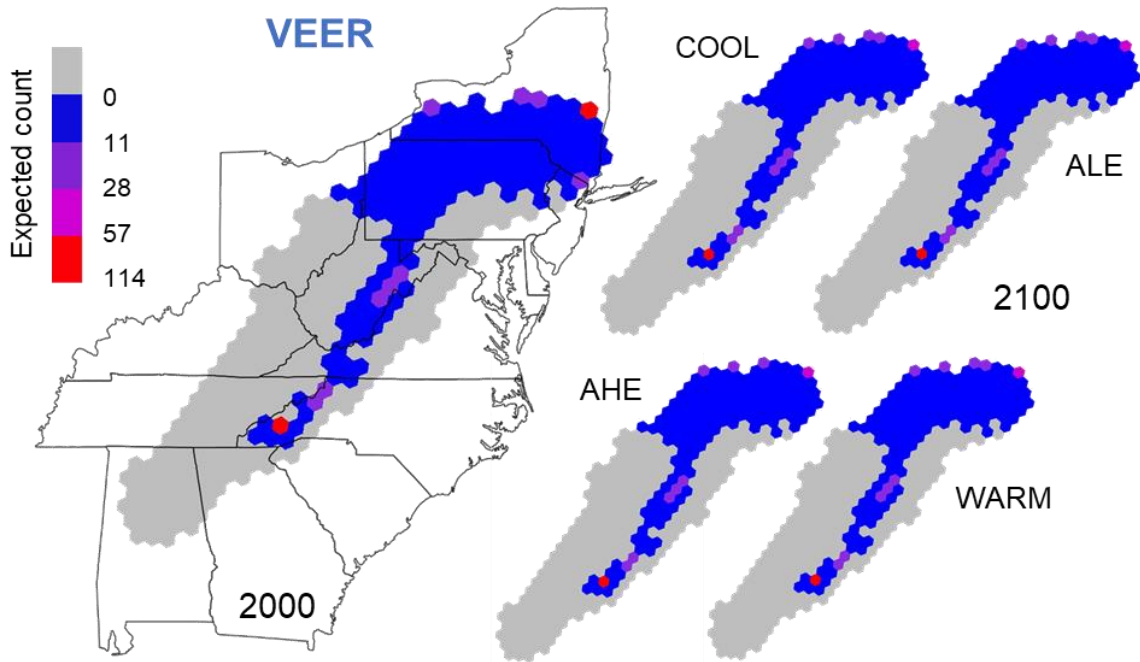 VEER
Expected count
0
11
28
57
114
2000
COOL
ALE
2100
AHE
WARM